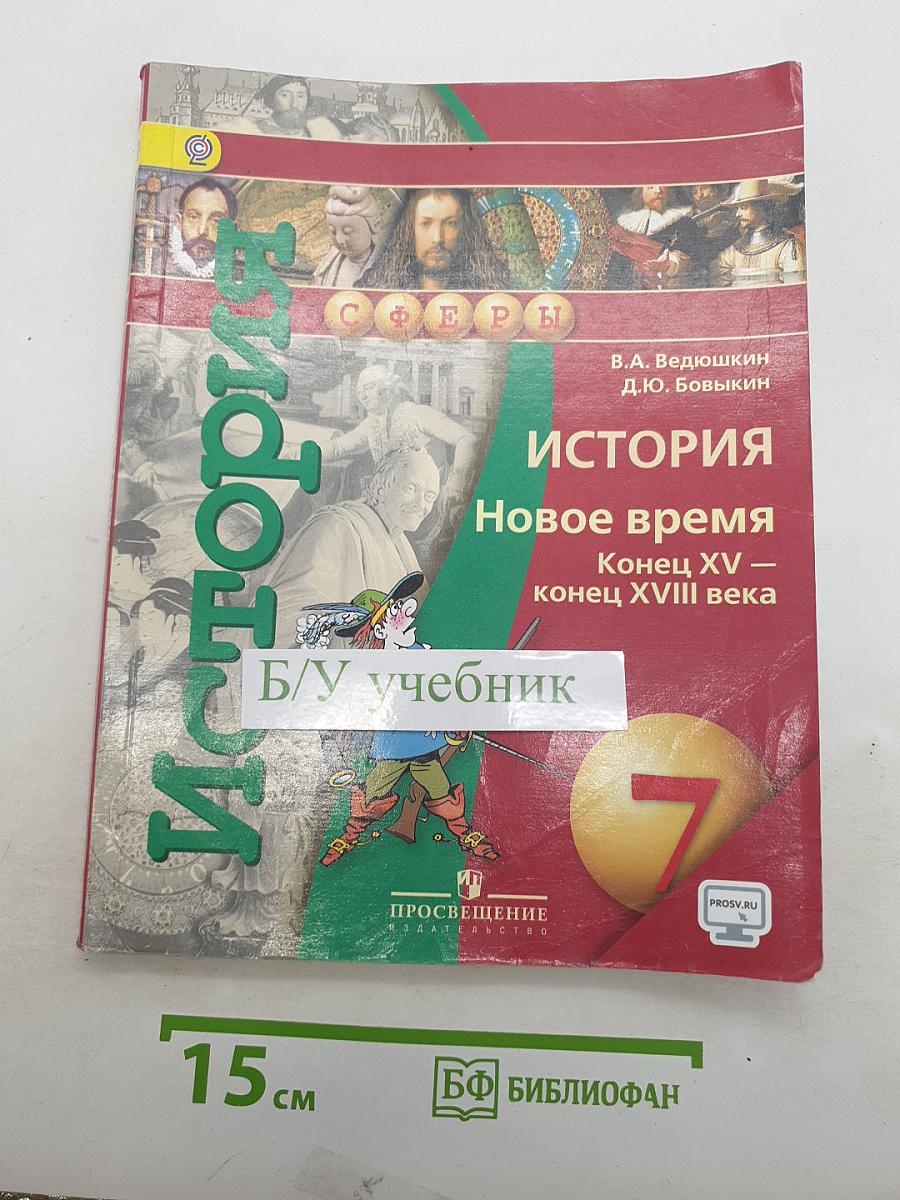 История
СФЕРЫ
В.А. Ведюшкин
Д.Ю. Бовыкин
ИСТОРИЯ
Новое время
Конец XV —
конец XVIII века
Б/У учебник
7
PROSV.RU
ПРОСВЕЩЕНИЕ
ИЗДАТЕЛЬСТВО
15 см
БФ БИБЛИОФАН